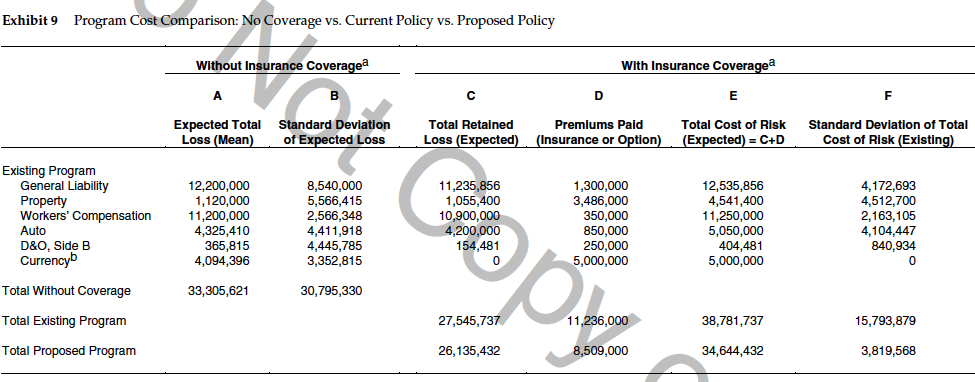 Exhibit 9 Program Cost Comparison: No Coverage vs. Current Policy vs. Proposed Policy
Without Insurance Coverageᵃ With Insurance Coverageᵃ
A B C D E F
Expected Total Standard Deviation Total Retained Premiums Paid Total Cost of Risk Standard Deviation of Total
Loss (Mean) of Expected Loss Loss (Expected) (Insurance or Option) (Expected) = C+D Cost of Risk (Existing)
Existing Program
General Liability 12,200,000 8,540,000 11,235,856 1,300,000 12,535,856 4,172,693
Property 1,120,000 5,566,415 1,055,400 3,486,000 4,541,400 4,512,700
Workers' Compensation 11,200,000 2,566,348 10,900,000 350,000 11,250,000 2,163,105
Auto 4,325,410 4,411,918 4,200,000 850,000 5,050,000 4,104,447
D&O, Side B 365,815 4,445,785 154,481 250,000 404,481 840,934
Currencyᵇ 4,094,396 3,352,815 0 5,000,000 5,000,000 0
Total Without Coverage 33,305,621 30,795,330
Total Existing Program 27,545,737 11,236,000 38,781,737 15,793,879
Total Proposed Program 26,135,432 8,509,000 34,644,432 3,819,568
Not Copy